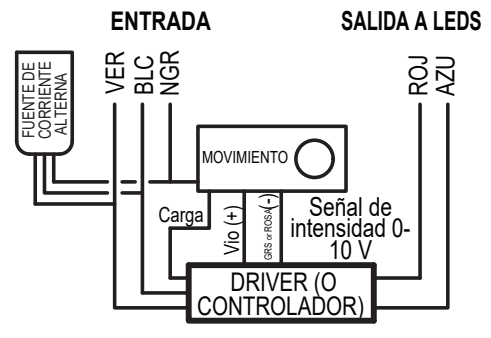 ENTRADA
SALIDA A LEDS
FUENTE DE
CORRIENTE
ALTERNA
VER
BLC
NGR
ROJ
AZU
MOVIMIENTO
Carga
Vio (+)
GRS or ROSA(-)
Señal de
intensidad 0-
10 V
DRIVER (O
CONTROLADOR)